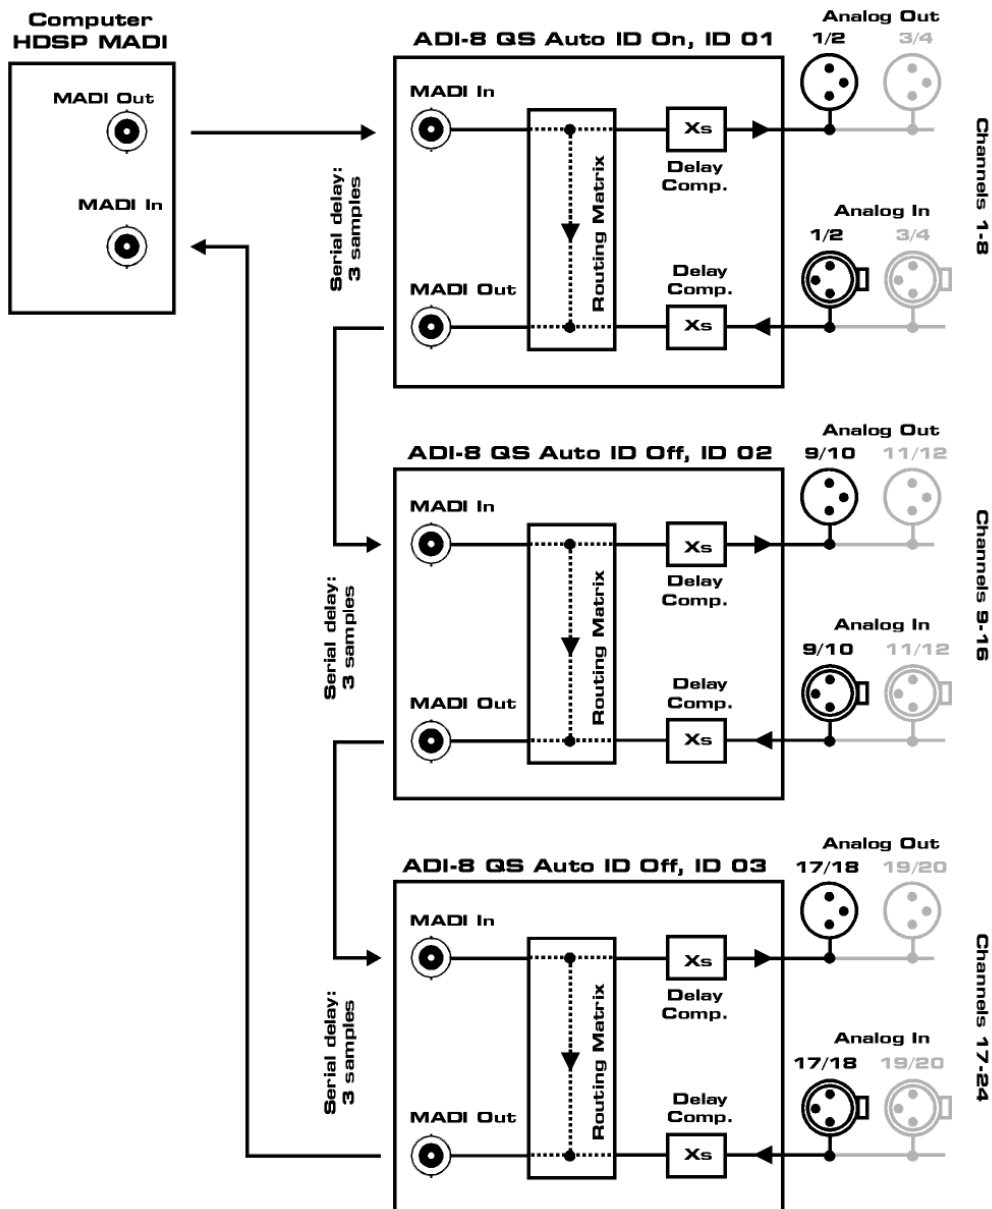 Computer
HDSP MADI
MADI Out
MADI In
ADI-8 QS Auto ID On, ID 01
MADI In
MADI Out
Routing Matrix
Xs
Delay
Comp.
Delay
Comp.
Xs
Analog Out
1/2 3/4
Analog In
1/2 3/4
Channels 1-8
Serial delay:
3 samples
ADI-8 QS Auto ID Off, ID 02
MADI In
MADI Out
Routing Matrix
Xs
Delay
Comp.
Delay
Comp.
Xs
Analog Out
9/10 11/12
Analog In
9/10 11/12
Channels 9-16
Serial delay:
3 samples
ADI-8 QS Auto ID Off, ID 03
MADI In
MADI Out
Routing Matrix
Xs
Delay
Comp.
Delay
Comp.
Xs
Analog Out
17/18 19/20
Analog In
17/18 19/20
Channels 17-24
Serial delay:
3 samples